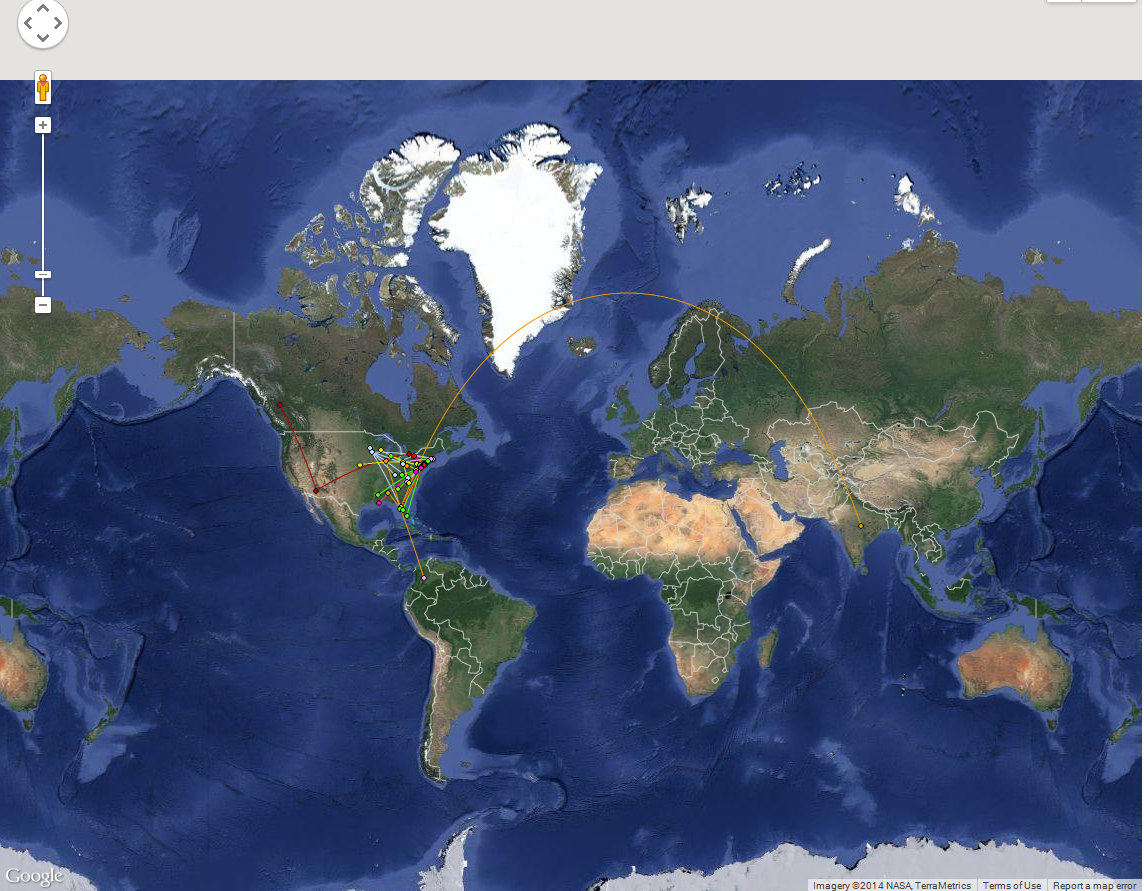 Google
Imagery ©2014 NASA, TerraMetrics
Terms of Use
Report a map error